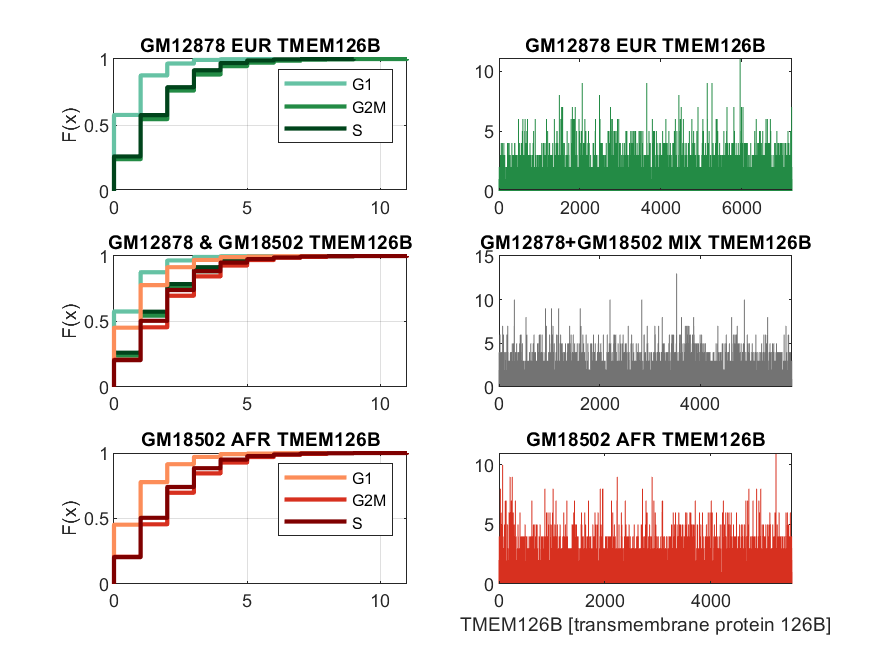 GM12878 EUR TMEM126B
F(x)
1
0.5
0
0
5
10
G1
G2M
S
GM12878 EUR TMEM126B
10
5
0
0
2000
4000
6000
GM12878 & GM18502 TMEM126B
F(x)
1
0.5
0
0
5
10
GM12878+GM18502 MIX TMEM126B
15
10
5
0
0
2000
4000
GM18502 AFR TMEM126B
F(x)
1
0.5
0
0
5
10
G1
G2M
S
GM18502 AFR TMEM126B
10
5
0
0
2000
4000
TMEM126B [transmembrane protein 126B]